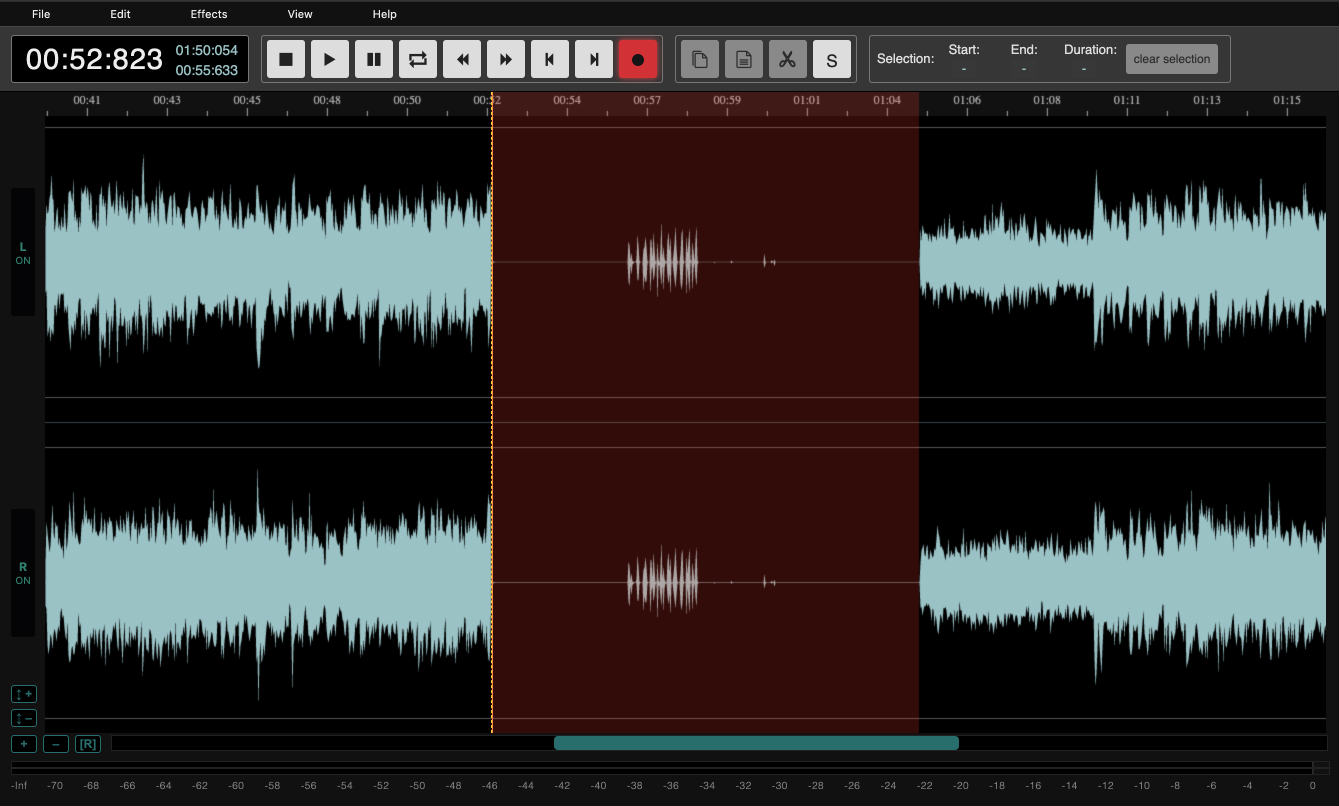 File Edit Effects View Help
00:52:823
01:50:054
00:55:633
S
Selection:
Start:
-
End:
-
Duration:
-
clear selection
00:41 00:43 00:45 00:48 00:50 00:52 00:54 00:57 00:59 01:01 01:04 01:06 01:08 01:11 01:13 01:15
L
ON
R
ON
↕ +
↕ −
+ − [R]
-Inf -70 -68 -66 -64 -62 -60 -58 -56 -54 -52 -50 -48 -46 -44 -42 -40 -38 -36 -34 -32 -30 -28 -26 -24 -22 -20 -18 -16 -14 -12 -10 -8 -6 -4 -2 0